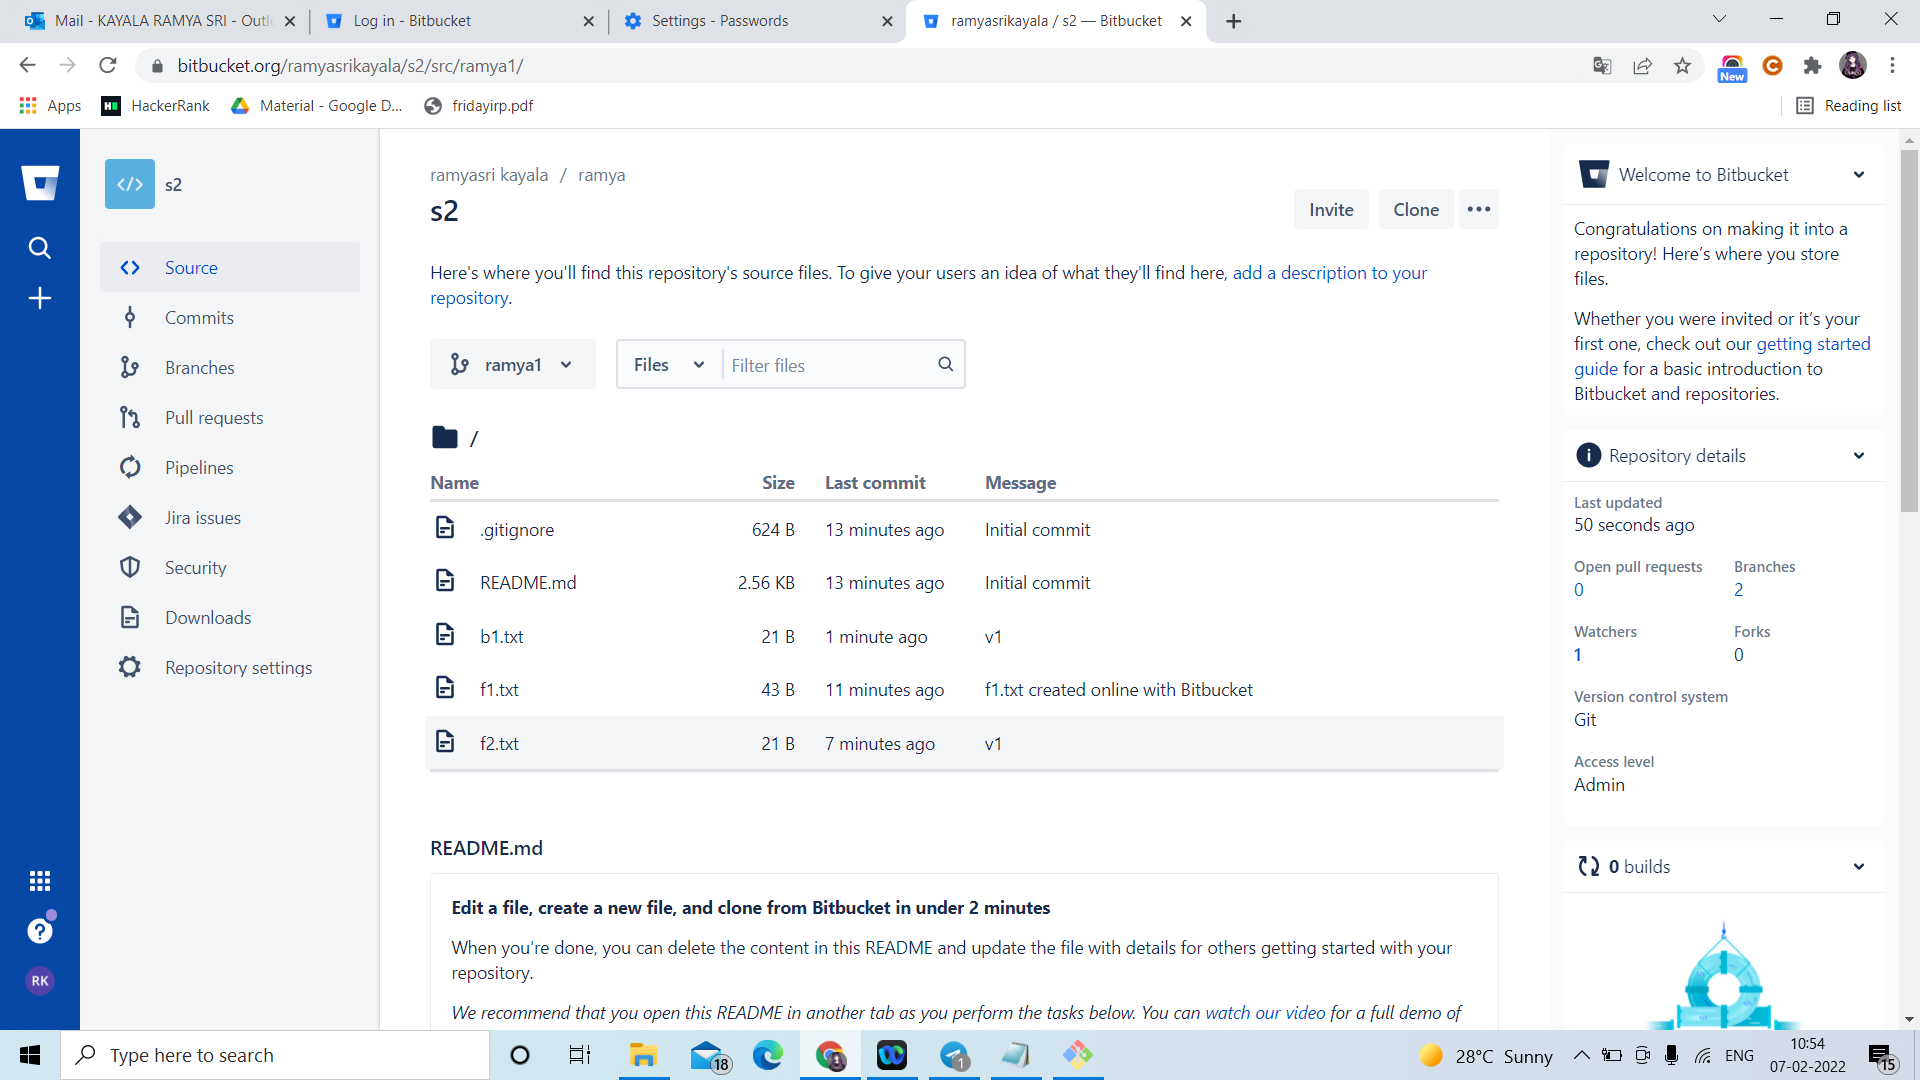 Mail - KAYALA RAMYA SRI - Outl
Log in - Bitbucket
Settings - Passwords
ramyasrikayala / s2 — Bitbucket
bitbucket.org/ramyasrikayala/s2/src/ramya1/
New
Apps
HackerRank
Material - Google D...
fridayirp.pdf
Reading list
s2
Source
Commits
Branches
Pull requests
Pipelines
Jira issues
Security
Downloads
Repository settings
RK
ramyasri kayala / ramya
s2
Invite
Clone
Here's where you'll find this repository's source files. To give your users an idea of what they'll find here, add a description to your
repository.
ramya1
Files
Filter files
/
Name Size Last commit Message
.gitignore 624 B 13 minutes ago Initial commit
README.md 2.56 KB 13 minutes ago Initial commit
b1.txt 21 B 1 minute ago v1
f1.txt 43 B 11 minutes ago f1.txt created online with Bitbucket
f2.txt 21 B 7 minutes ago v1
README.md
Edit a file, create a new file, and clone from Bitbucket in under 2 minutes
When you're done, you can delete the content in this README and update the file with details for others getting started with your
repository.
We recommend that you open this README in another tab as you perform the tasks below. You can watch our video for a full demo of
Welcome to Bitbucket
Congratulations on making it into a
repository! Here’s where you store
files.
Whether you were invited or it’s your
first one, check out our getting started
guide for a basic introduction to
Bitbucket and repositories.
Repository details
Last updated
50 seconds ago
Open pull requests Branches
0 2
Watchers Forks
1 0
Version control system
Git
Access level
Admin
0 builds
Type here to search
18
1
28°C Sunny
ENG
10:54
07-02-2022
15